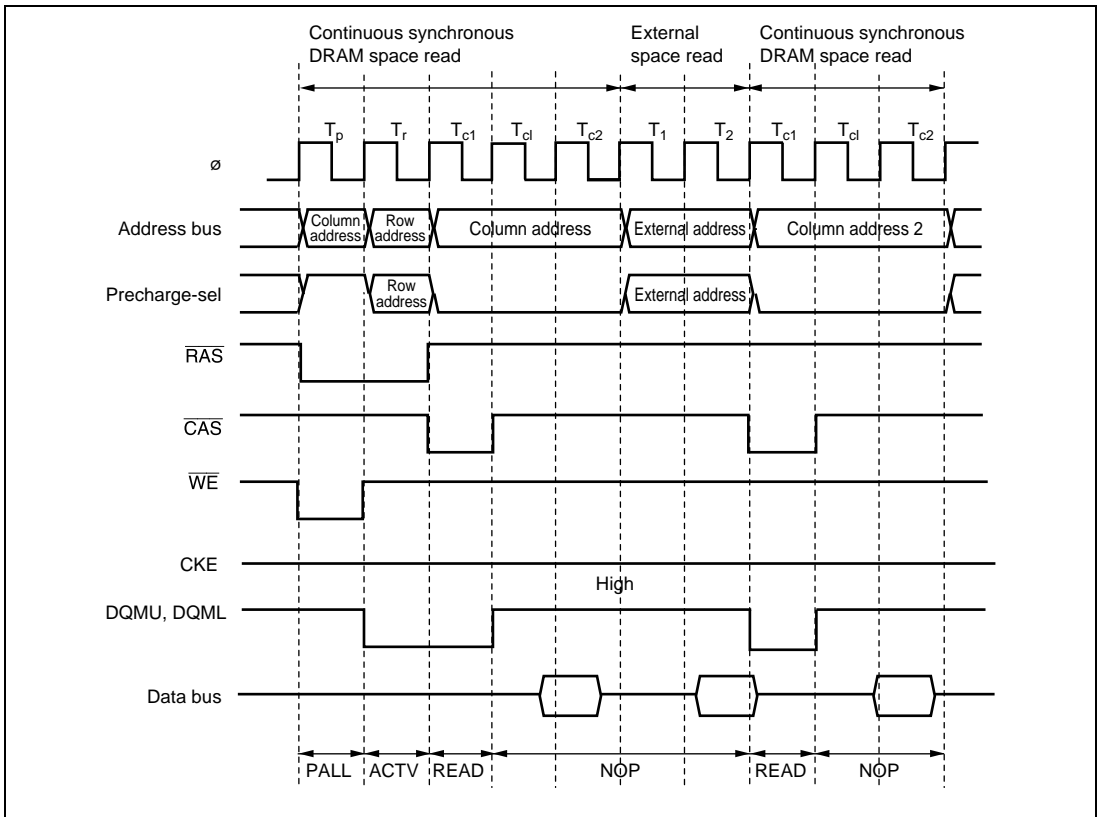 Continuous synchronous
DRAM space read
External
space read
Continuous synchronous
DRAM space read
Tp Tr Tc1 Tcl Tc2 T1 T2 Tc1 Tcl Tc2
ø
Address bus
Column
address
Row
address
Column address
External address
Column address 2
Precharge-sel
Row
address
External address
RAS
CAS
WE
CKE
High
DQMU, DQML
Data bus
PALL ACTV READ NOP READ NOP